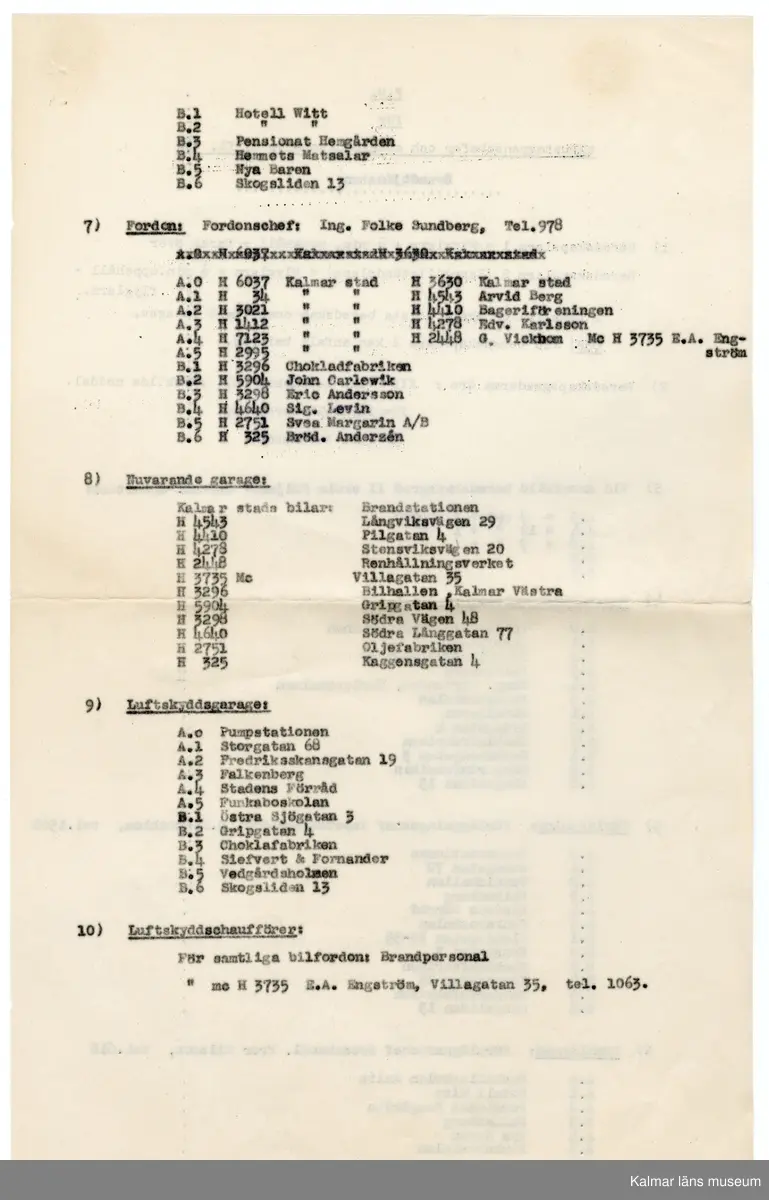 B.1 Hotell Witt
B.2 " "
B.3 Pensionat Hemgården
B.4 Hemmets Matsalar
B.5 Nya Baren
B.6 Skogsliden 13
7) Fordon: Fordonschef: Ing. Folke Sundberg, Tel.978
A.O H 6037 Kalmar stad H 3630 Kalmar stad
A.1 H 34 " " H 4543 Arvid Berg
A.2 H 3021 " " H 4410 Bageriföreningen
A.3 H 1412 " " H 4278 Edv. Karlsson
A.4 H 7123 " " H 2448 G. Vickbom Mc H 3735 E.A. Eng-
A.5 H 2995 " " ström
B.1 H 3296 Chokladfabriken
B.2 H 5904 John Carlewik
B.3 H 3298 Eric Andersson
B.4 H 4640 Sig. Levin
B.5 H 2751 Svea Margarin A/B
B.6 H 325 Bröd. Anderzén
8) Nuvarande garage:
Kalmar stads bilar: Brandstationen
H 4543 Långviksvägen 29
H 4410 Pilgatan 4
H 4278 Stensviksvägen 20
H 2448 Renhållningsverket
H 3735 Mc Villagatan 35
H 3296 Bilhallen ,Kalmar Västra
H 5904 Gripgatan 4
H 3298 Södra Vägen 48
H 4640 Södra Långgatan 77
H 2751 Oljefabriken
H 325 Kaggensgatan 4
9) Luftskyddsgarage:
A.o Pumpstationen
A.1 Storgatan 68
A.2 Fredriksskansgatan 19
A.3 Falkenberg
A.4 Stadens Förråd
A.5 Funkaboskolan
B.1 Östra Sjögatan 3
B.2 Gripgatan 4
B.3 Choklafabriken
B.4 Siefvert & Fornander
B.5 Vedgårdsholmen
B.6 Skogsliden 13
10) Luftskyddschaufförer:
För samtliga bilfordon: Brandpersonal
" mc H 3735 E.A. Engström, Villagatan 35, tel. 1063.
Kalmar läns museum